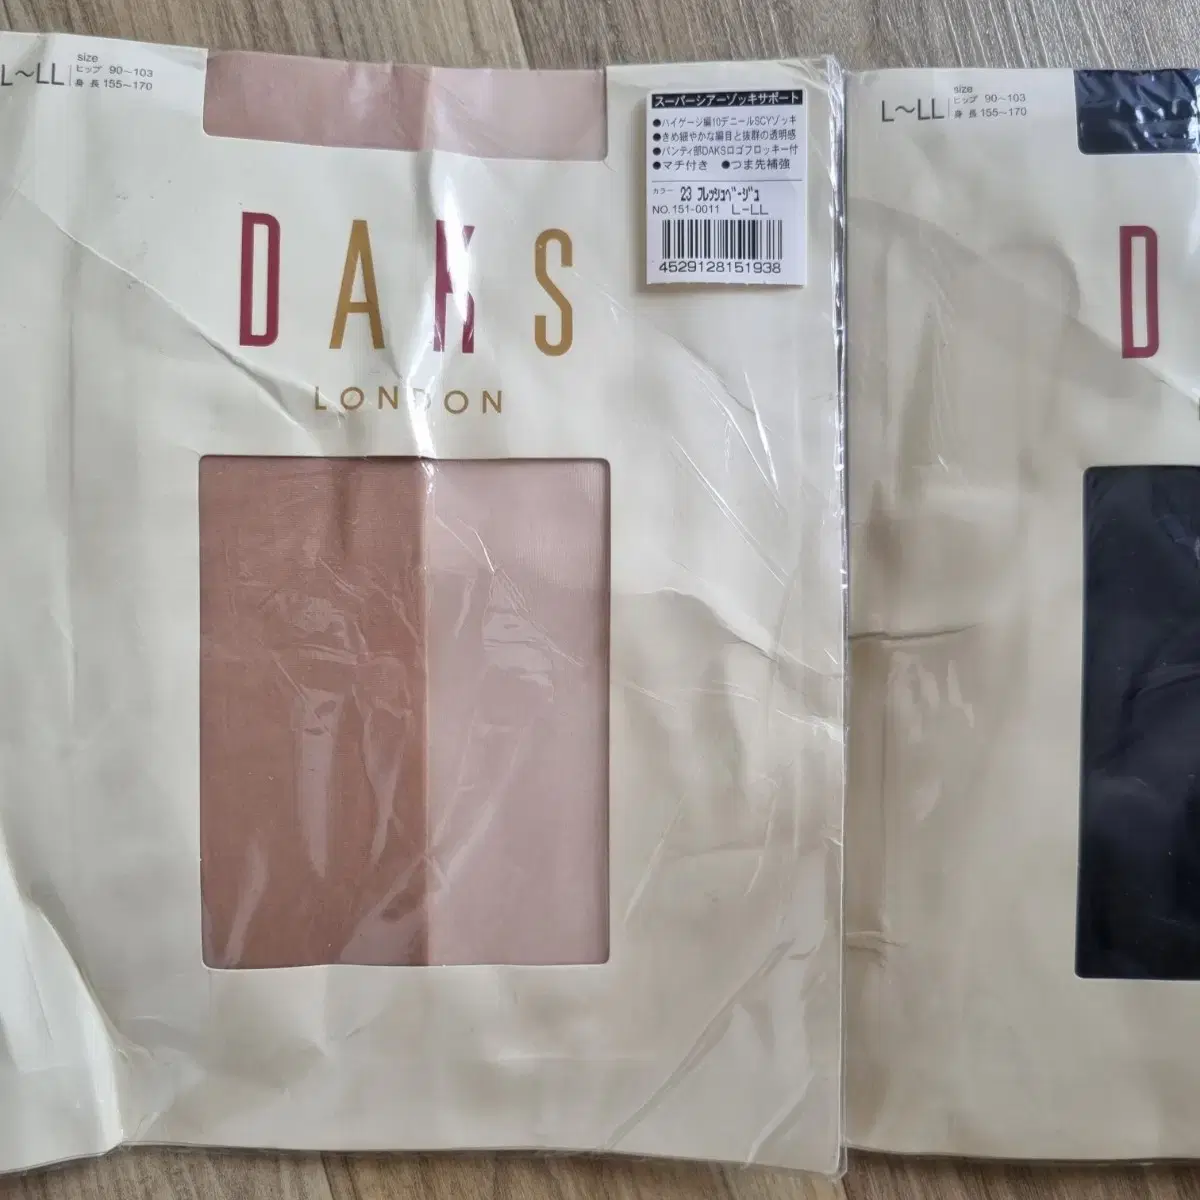 L〜LL
size
ヒップ 90〜103
身長 155〜170
スーパーシアーゾッキサポート
●ハイゲージ編10デニールSCYゾッキ
●きめ細やかな編目と抜群の透明感
●パンティ部DAKSロゴフロッキー付
●マチ付き ●つま先補強
カラー 23 フレッシュベージュ
NO.151-0011 L-LL
4529128151938
DAKS
LONDON
L〜LL
size
ヒップ 90〜103
身長 155〜170
D